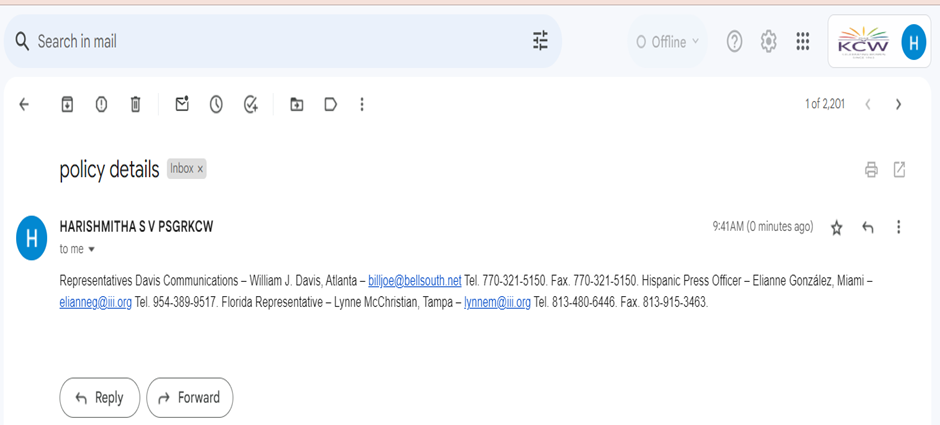 Search in mail
Offline
KCW
H
1 of 2,201
policy details Inbox x
H
HARISHMITHA S V PSGRKCW
9:41AM (0 minutes ago)
to me
Representatives Davis Communications – William J. Davis, Atlanta – billjoe@bellsouth.net Tel. 770-321-5150. Fax. 770-321-5150. Hispanic Press Officer – Elianne González, Miami –
elianneg@iii.org Tel. 954-389-9517. Florida Representative – Lynne McChristian, Tampa – lynnem@iii.org Tel. 813-480-6446. Fax. 813-915-3463.
Reply
Forward